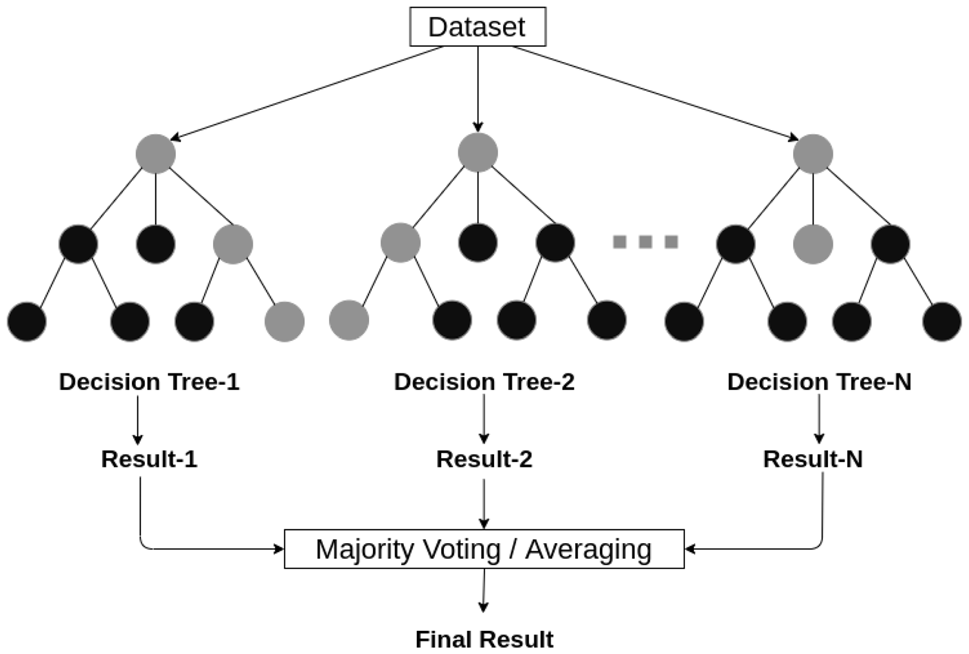 Dataset
Decision Tree-1
Decision Tree-2
Decision Tree-N
Result-1
Result-2
Result-N
Majority Voting / Averaging
Final Result